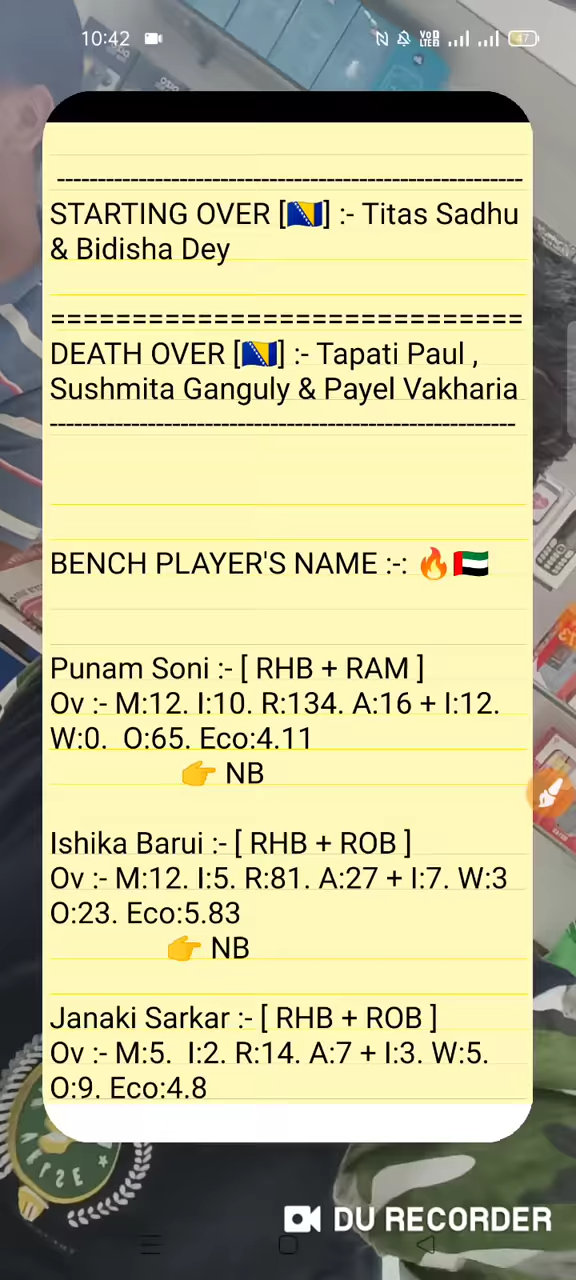 10:42
VoD LTE2 47
-----------------------------------------------------------
STARTING OVER [🇧🇦] :- Titas Sadhu
& Bidisha Dey
=============================
DEATH OVER [🇧🇦] :- Tapati Paul ,
Sushmita Ganguly & Payel Vakharia
-----------------------------------------------------------
BENCH PLAYER'S NAME :-: 🔥🇦🇪
Punam Soni :- [ RHB + RAM ]
Ov :- M:12. I:10. R:134. A:16 + I:12.
W:0.  O:65. Eco:4.11
👉 NB
Ishika Barui :- [ RHB + ROB ]
Ov :- M:12. I:5. R:81. A:27 + I:7. W:3
O:23. Eco:5.83
👉 NB
Janaki Sarkar :- [ RHB + ROB ]
Ov :- M:5.  I:2. R:14. A:7 + I:3. W:5.
O:9. Eco:4.8
DU RECORDER